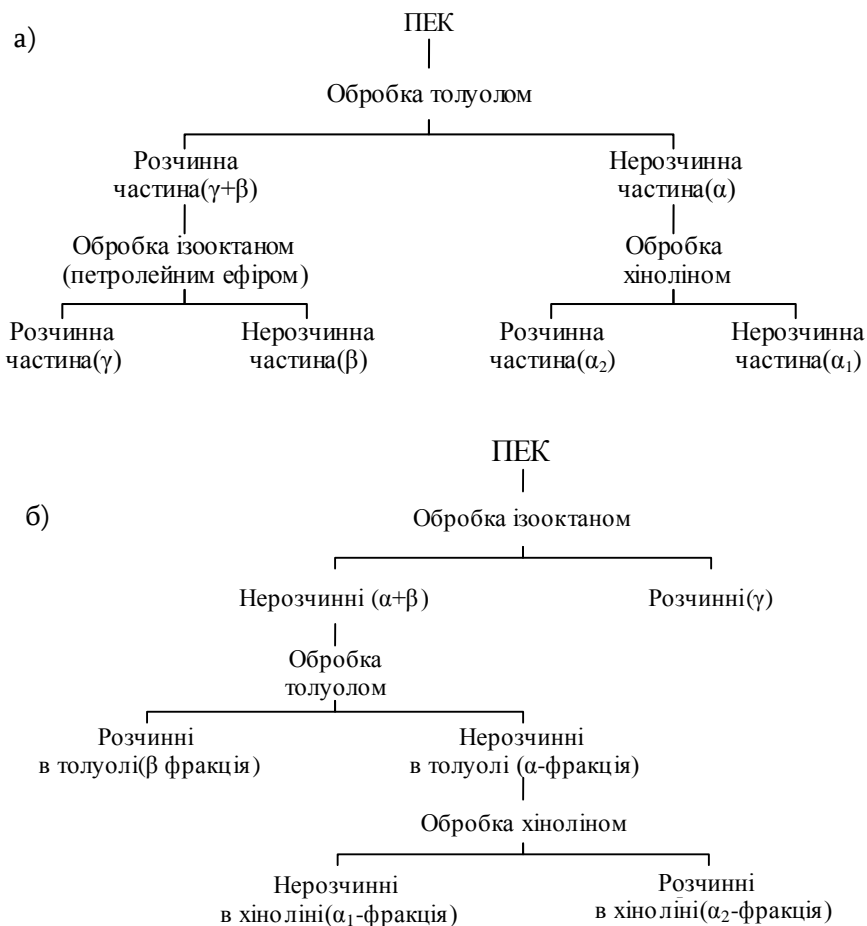 а)
ПЕК
Обробка толуолом
Розчинна
частина(γ+β)
Нерозчинна
частина(α)
Обробка ізооктаном
(петролейним ефіром)
Обробка
хіноліном
Розчинна
частина(γ)
Нерозчинна
частина(β)
Розчинна
частина(α₂)
Нерозчинна
частина(α₁)
ПЕК
б)
Обробка ізооктаном
Нерозчинні (α+β)
Розчинні(γ)
Обробка
толуолом
Розчинні
в толуолі(β фракція)
Нерозчинні
в толуолі (α-фракція)
Обробка хіноліном
Нерозчинні
в хіноліні(α₁-фракція)
Розчинні
в хіноліні(α₂-фракція)